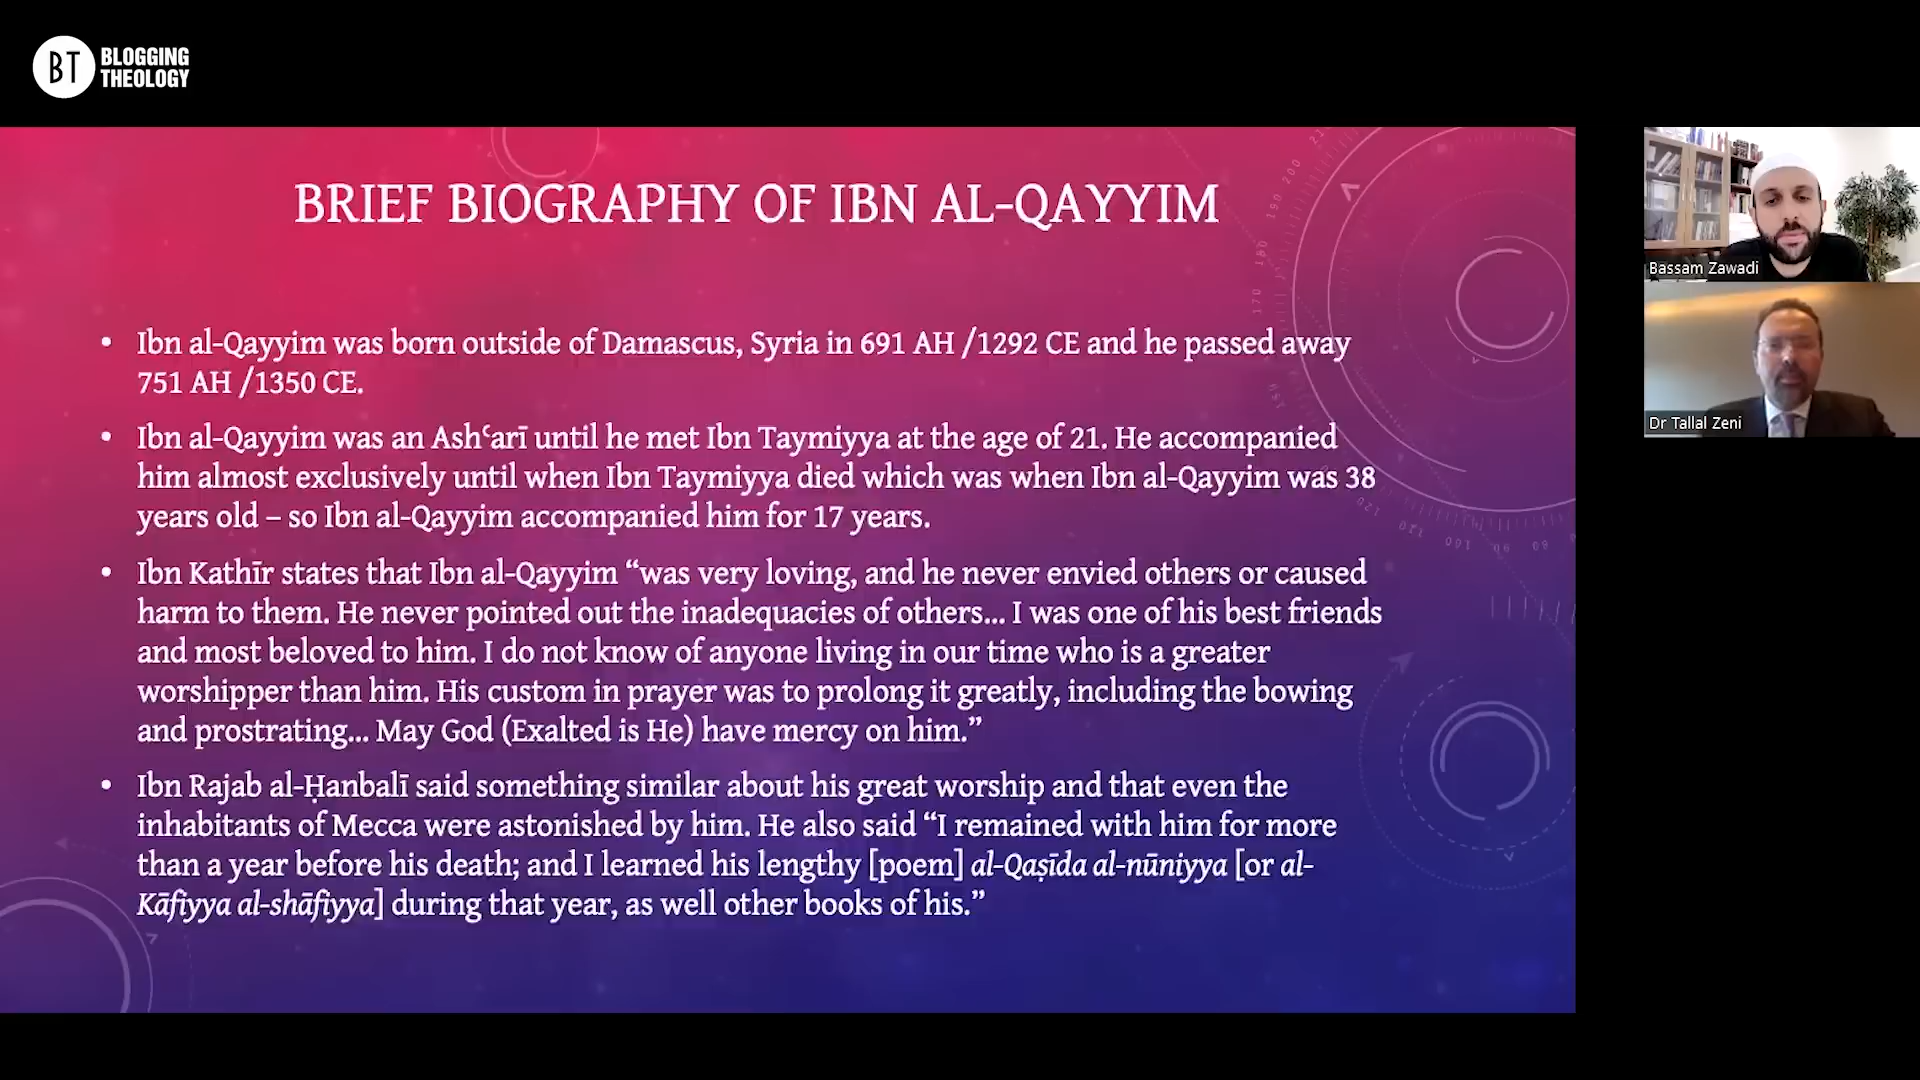 BT BLOGGING
THEOLOGY
BRIEF BIOGRAPHY OF IBN AL-QAYYIM
• Ibn al-Qayyim was born outside of Damascus, Syria in 691 AH /1292 CE and he passed away
751 AH /1350 CE.
• Ibn al-Qayyim was an Ashʿarī until he met Ibn Taymiyya at the age of 21. He accompanied
him almost exclusively until when Ibn Taymiyya died which was when Ibn al-Qayyim was 38
years old – so Ibn al-Qayyim accompanied him for 17 years.
• Ibn Kathīr states that Ibn al-Qayyim “was very loving, and he never envied others or caused
harm to them. He never pointed out the inadequacies of others... I was one of his best friends
and most beloved to him. I do not know of anyone living in our time who is a greater
worshipper than him. His custom in prayer was to prolong it greatly, including the bowing
and prostrating... May God (Exalted is He) have mercy on him.”
• Ibn Rajab al-Ḥanbalī said something similar about his great worship and that even the
inhabitants of Mecca were astonished by him. He also said “I remained with him for more
than a year before his death; and I learned his lengthy [poem] al-Qaṣīda al-nūniyya [or al-
Kāfiyya al-shāfiyya] during that year, as well other books of his.”
Bassam Zawadi
Dr Tallal Zeni